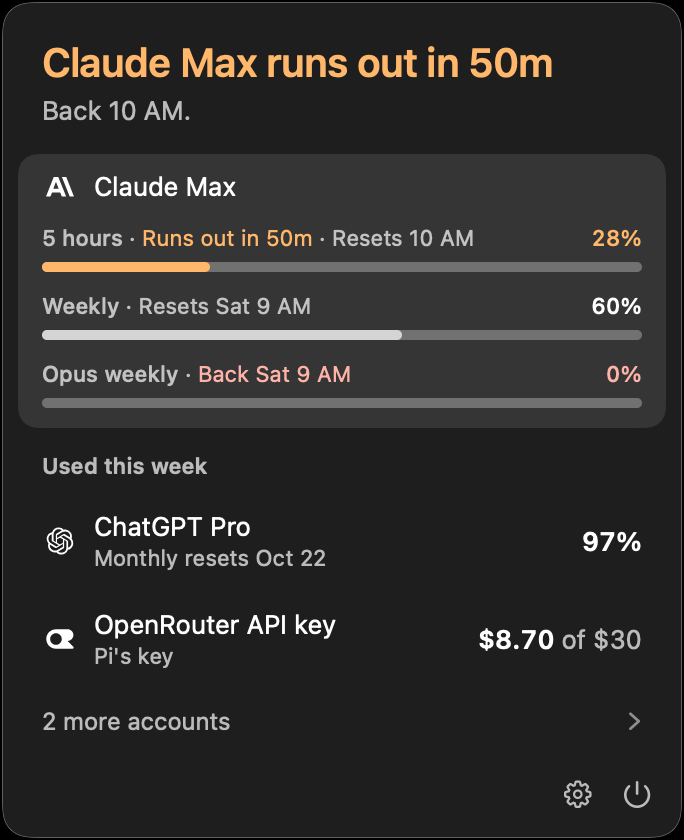 Claude Max runs out in 50m
Back 10 AM.
Claude Max
5 hours · Runs out in 50m · Resets 10 AM 28%
Weekly · Resets Sat 9 AM 60%
Opus weekly · Back Sat 9 AM 0%
Used this week
ChatGPT Pro
Monthly resets Oct 22
97%
OpenRouter API key
Pi's key
$8.70 of $30
2 more accounts